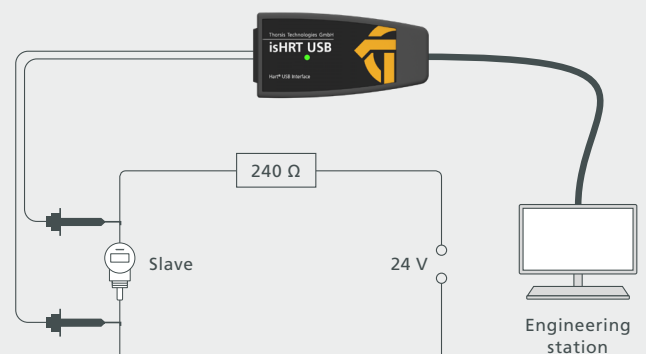 Thorsis Technologies GmbH
isHRT USB
Hart® USB Interface
240 Ω
Slave
24 V
Engineering
station